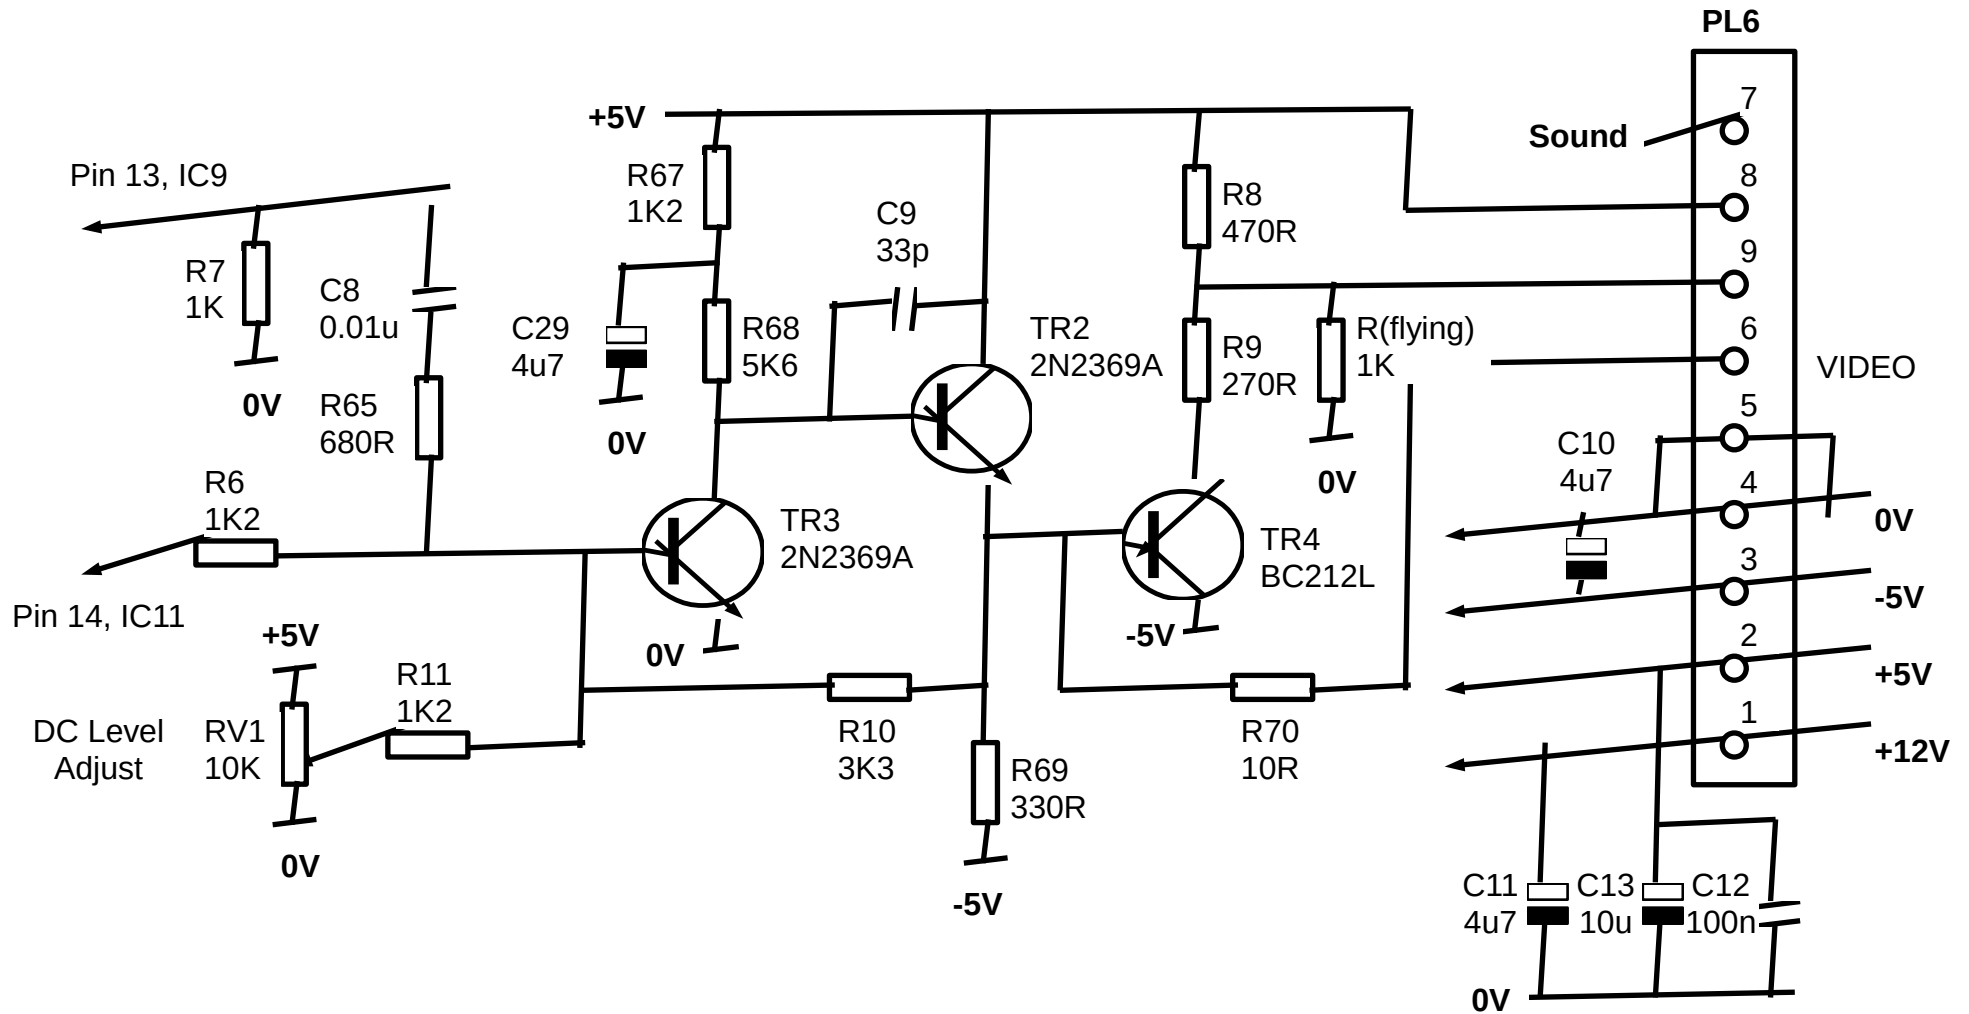 PL6
7
+5V
Sound
Pin 13, IC9
R67
1K2
8
R8
470R
C9
33p
9
R7
1K
C8
0.01u
C29
4u7
R68
5K6
TR2
2N2369A
R9
270R
R(flying)
1K
6
VIDEO
0V
R65
680R
0V
5
C10
4u7
0V
4
R6
1K2
TR3
2N2369A
TR4
BC212L
0V
3
-5V
Pin 14, IC11
+5V
0V
-5V
2
+5V
R11
1K2
DC Level
Adjust
RV1
10K
R10
3K3
R70
10R
1
+12V
R69
330R
0V
-5V
C11
4u7
C13
10u
C12
100n
0V